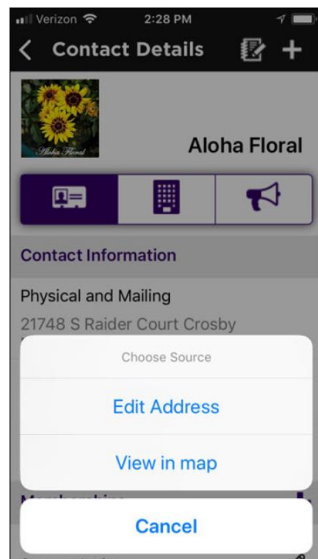 Verizon 2:28 PM
Contact Details
Aloha Floral
Aloha Floral
Contact Information
Physical and Mailing
21748 S Raider Court Crosby
Choose Source
Edit Address
View in map
Memberships
Cancel